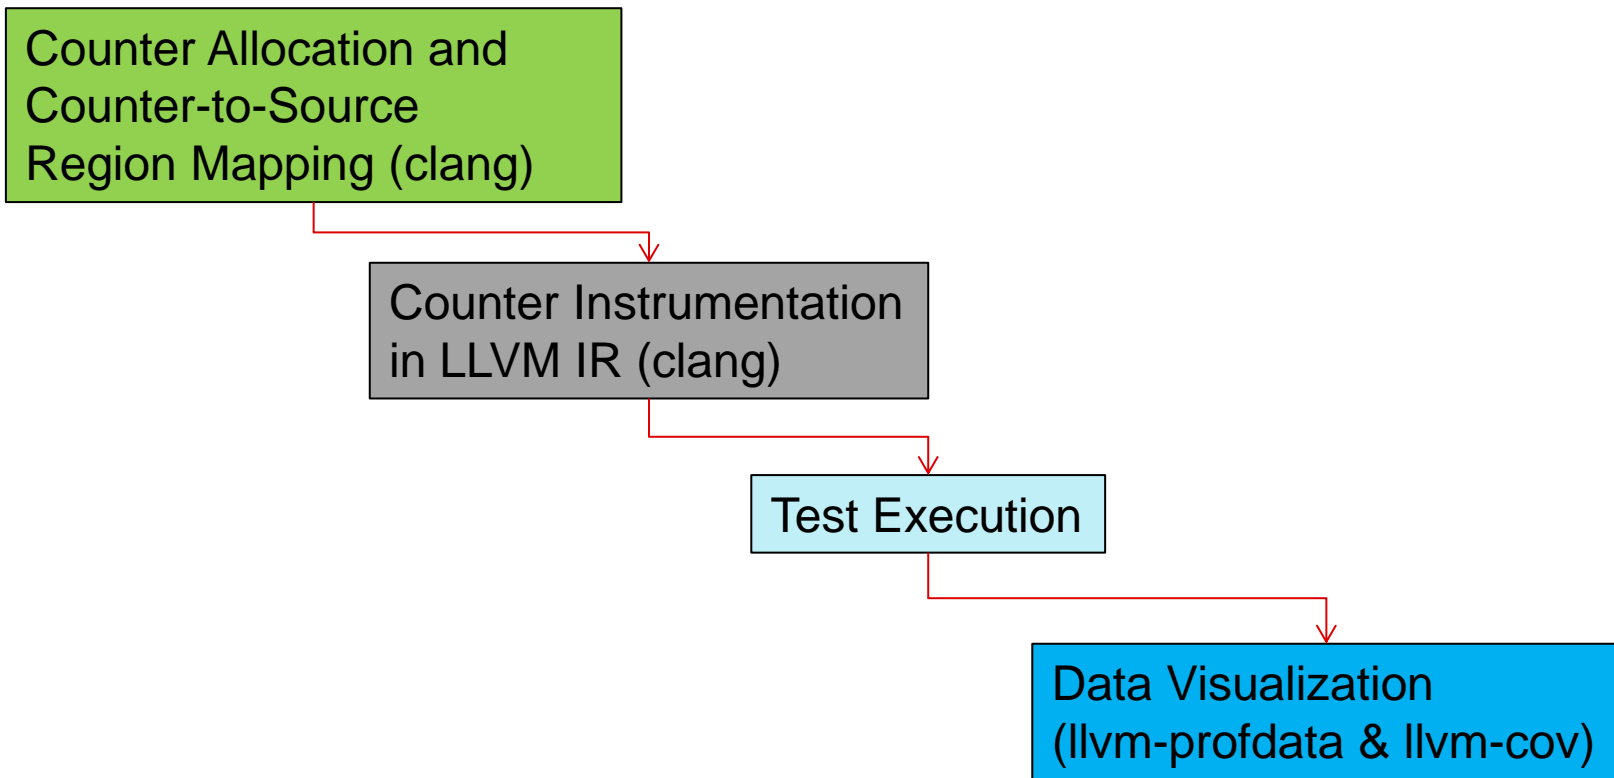 Counter Allocation and
Counter-to-Source
Region Mapping (clang)
Counter Instrumentation
in LLVM IR (clang)
Test Execution
Data Visualization
(llvm-profdata & llvm-cov)